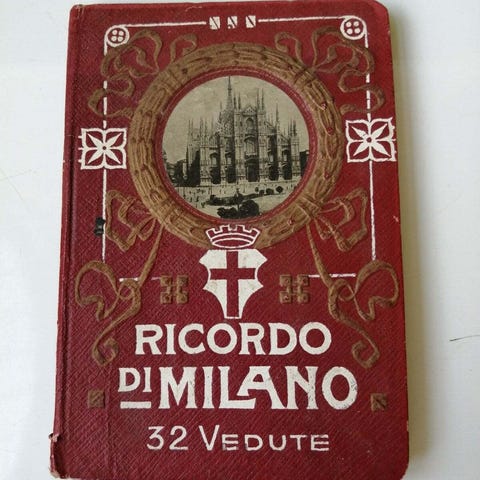 RICORDO
DI MILANO
32 VEDUTE